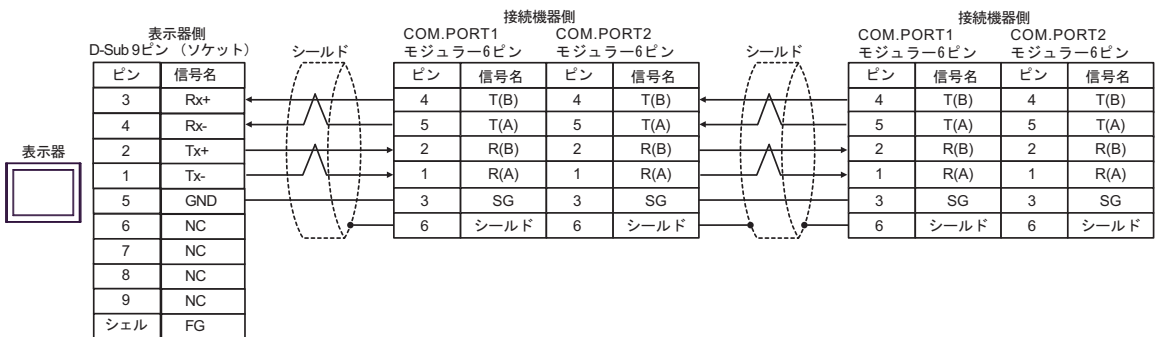 表示器側
D-Sub 9ピン （ソケット）
シールド
接続機器側
COM.PORT1 COM.PORT2
モジュラー6ピン モジュラー6ピン
シールド
接続機器側
COM.PORT1 COM.PORT2
モジュラー6ピン モジュラー6ピン
ピン 信号名 ピン 信号名 ピン 信号名 ピン 信号名 ピン 信号名
3 Rx+ 4 T(B) 4 T(B) 4 T(B) 4 T(B)
4 Rx- 5 T(A) 5 T(A) 5 T(A) 5 T(A)
表示器
2 Tx+ 2 R(B) 2 R(B) 2 R(B) 2 R(B)
1 Tx- 1 R(A) 1 R(A) 1 R(A) 1 R(A)
5 GND 3 SG 3 SG 3 SG 3 SG
6 NC 6 シールド 6 シールド 6 シールド 6 シールド
7 NC
8 NC
9 NC
シェル FG